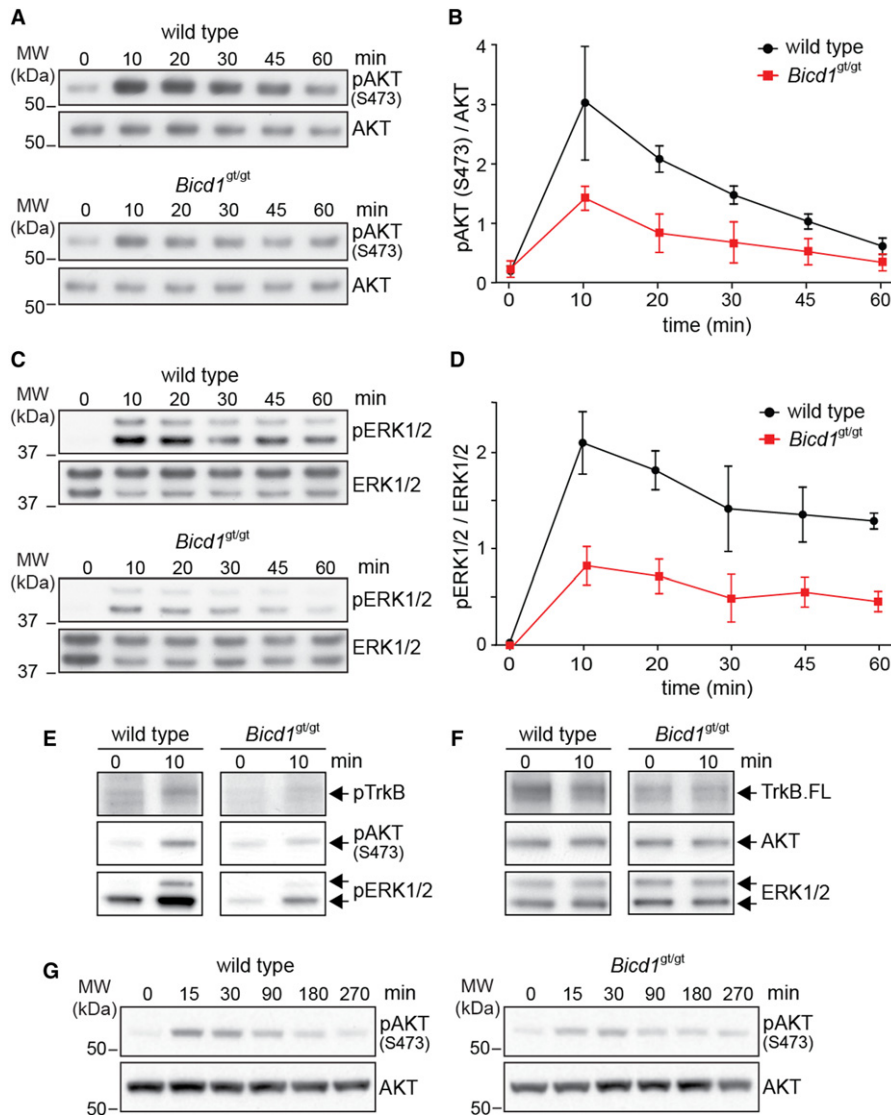 A
wild type
MW
(kDa)
0 10 20 30 45 60 min
pAKT
(S473)
50
AKT
50
Bicd1gt/gt
0 10 20 30 45 60 min
pAKT
(S473)
AKT
50
B
wild type
Bicd1gt/gt
pAKT (S473) / AKT
4
3
2
1
0
0 10 20 30 45 60
time (min)
C
wild type
MW
(kDa)
0 10 20 30 45 60 min
pERK1/2
37
ERK1/2
37
Bicd1gt/gt
MW
(kDa)
0 10 20 30 45 60 min
pERK1/2
37
ERK1/2
37
D
wild type
Bicd1gt/gt
pERK1/2 / ERK1/2
2
1
0
0 10 20 30 45 60
time (min)
E
wild type Bicd1gt/gt
0 10 0 10 min
pTrkB
pAKT
(S473)
pERK1/2
F
wild type Bicd1gt/gt
0 10 0 10 min
TrkB.FL
AKT
ERK1/2
G
wild type
MW
(kDa)
0 15 30 90 180 270 min
pAKT
(S473)
50
AKT
50
Bicd1gt/gt
MW
(kDa)
0 15 30 90 180 270 min
pAKT
(S473)
50
AKT
50